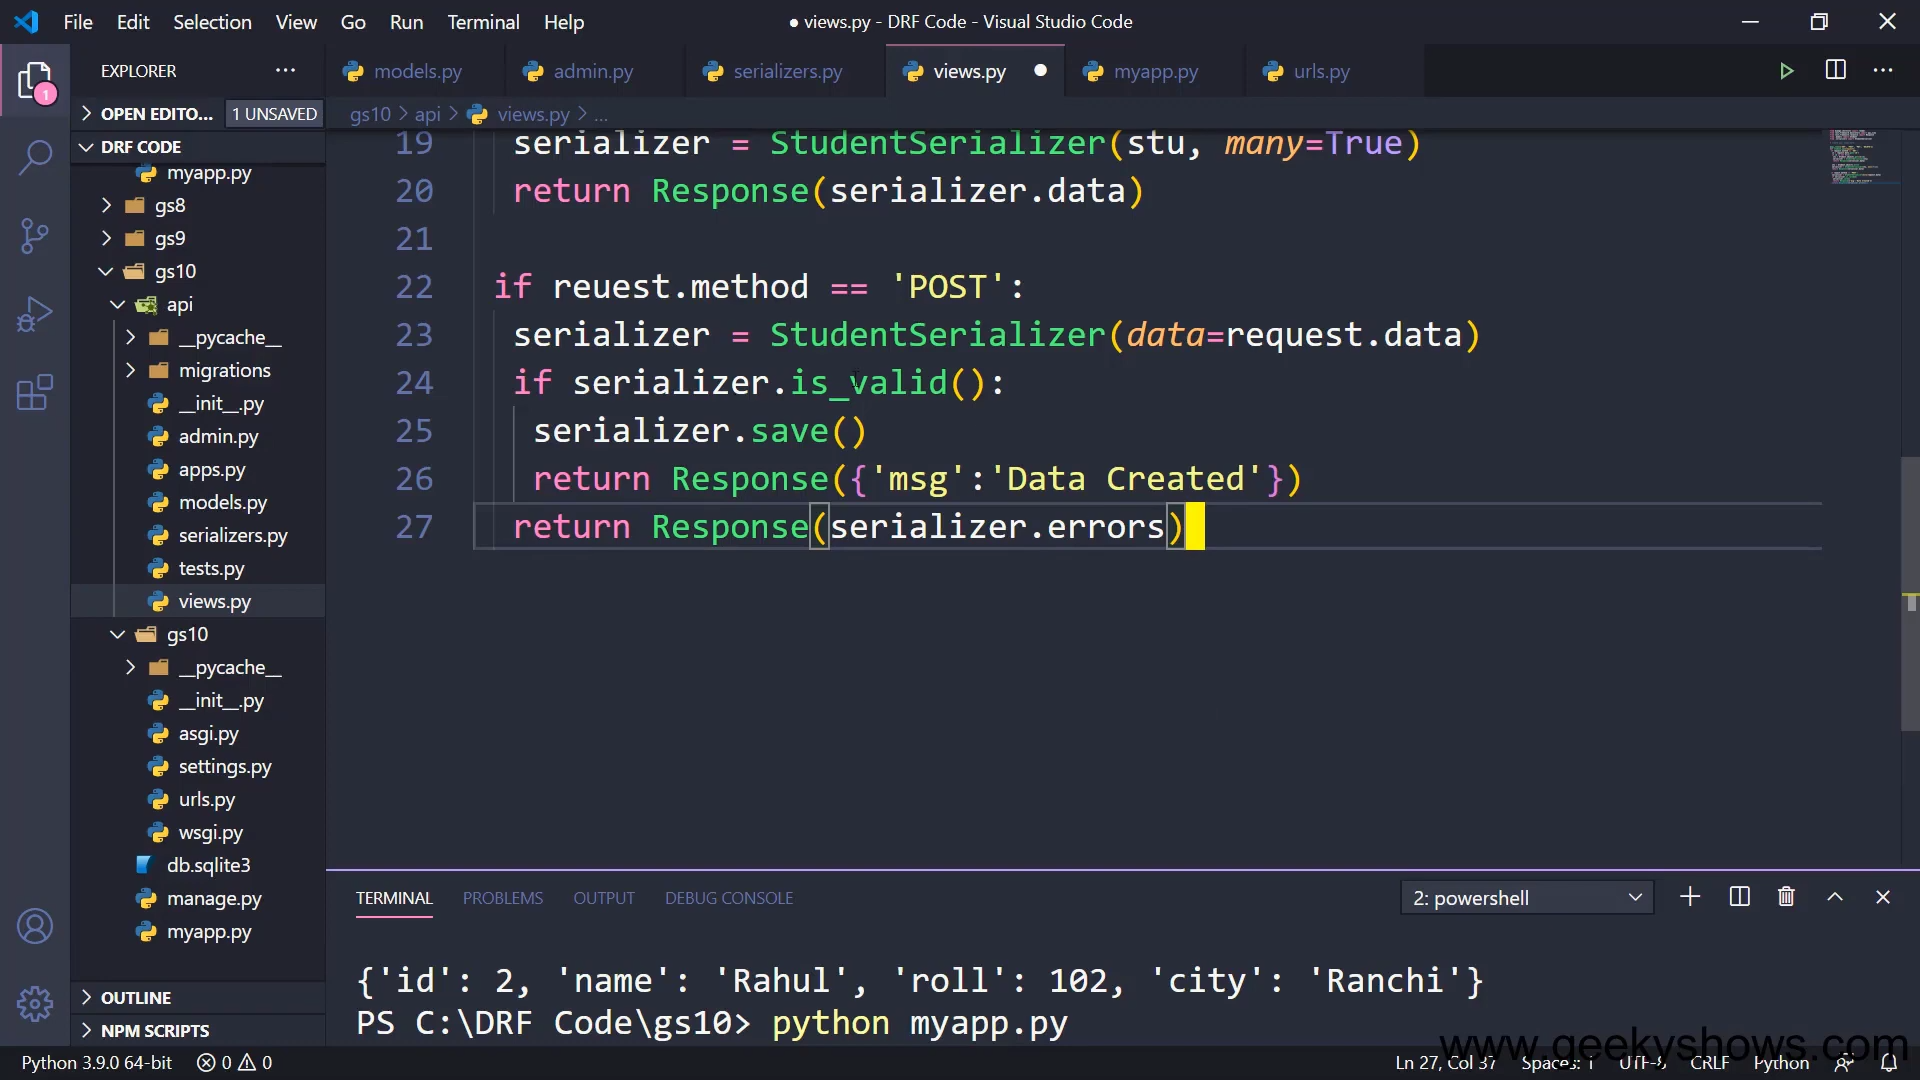 File Edit Selection View Go Run Terminal Help
● views.py - DRF Code - Visual Studio Code
EXPLORER ...
models.py admin.py serializers.py views.py ● myapp.py urls.py
1
OPEN EDITO... 1 UNSAVED
gs10 > api > views.py > ...
DRF CODE
myapp.py
gs8
gs9
gs10
api
__pycache__
migrations
__init__.py
admin.py
apps.py
models.py
serializers.py
tests.py
views.py
gs10
__pycache__
__init__.py
asgi.py
settings.py
urls.py
wsgi.py
db.sqlite3
manage.py
myapp.py
OUTLINE
NPM SCRIPTS
19 serializer = StudentSerializer(stu, many=True)
20 return Response(serializer.data)
21
22 if reuest.method == 'POST':
23 serializer = StudentSerializer(data=request.data)
24 if serializer.is_valid():
25 serializer.save()
26 return Response({'msg':'Data Created'})
27 return Response(serializer.errors)
TERMINAL PROBLEMS OUTPUT DEBUG CONSOLE 2: powershell
{'id': 2, 'name': 'Rahul', 'roll': 102, 'city': 'Ranchi'}
PS C:\DRF Code\gs10> python myapp.py
www.geekyshows.com
Python 3.9.0 64-bit 0 0 Ln 27, Col 37 Spaces: 1 UTF-8 CRLF Python